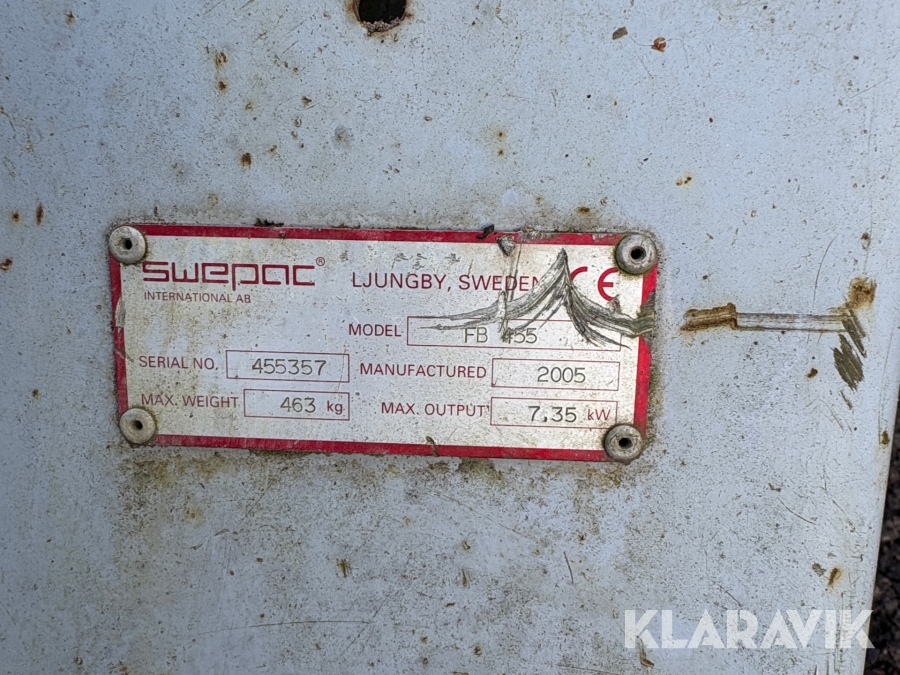 swepac®
INTERNATIONAL AB
LJUNGBY, SWEDEN CE
MODEL FB 455
SERIAL NO. 455357 MANUFACTURED 2005
MAX. WEIGHT 463 kg MAX. OUTPUT 7,35 kW
KLARAVIK